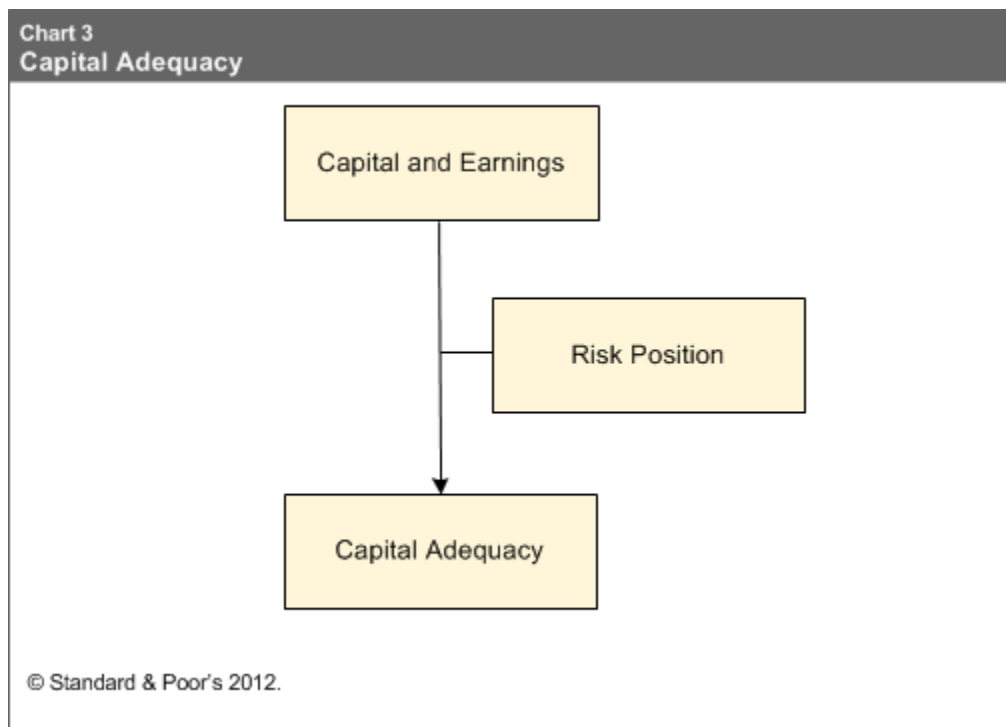 Chart 3
Capital Adequacy
Capital and Earnings
Risk Position
Capital Adequacy
© Standard & Poor's 2012.